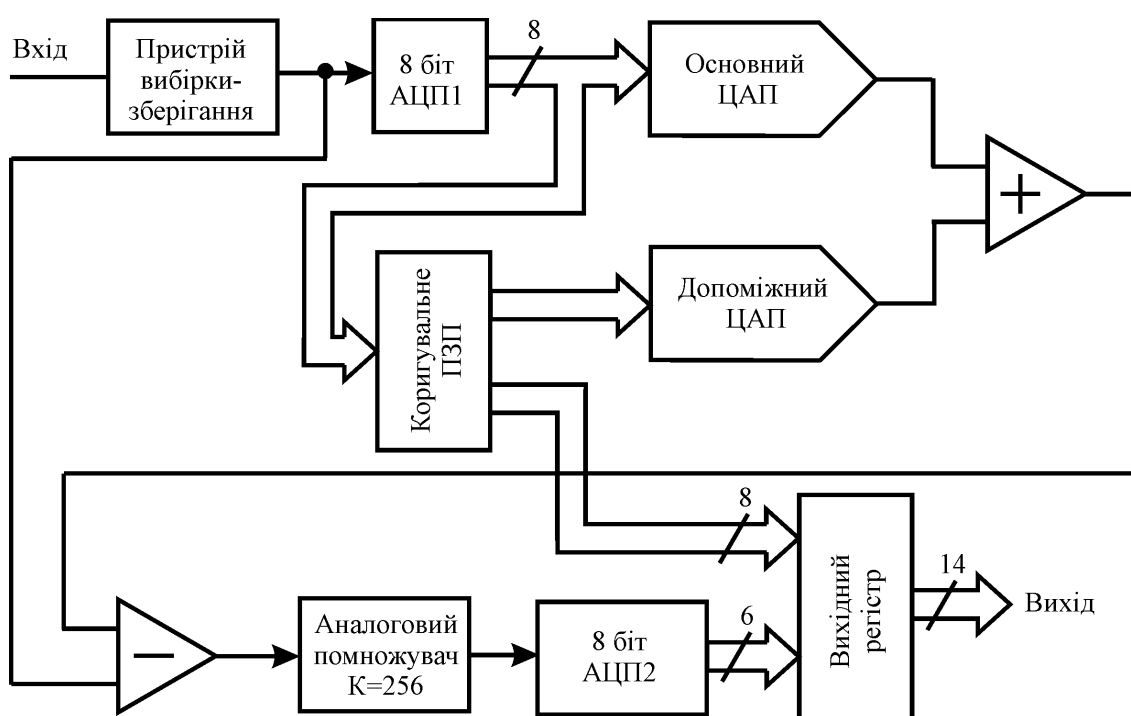 Вхід
Пристрій
вибірки-
зберігання
8 біт
АЦП1
8
Основний
ЦАП
+
Коригувальне
ПЗП
Допоміжний
ЦАП
8
6
14
Вихідний
регістр
Вихід
−
Аналоговий
помножувач
К=256
8 біт
АЦП2